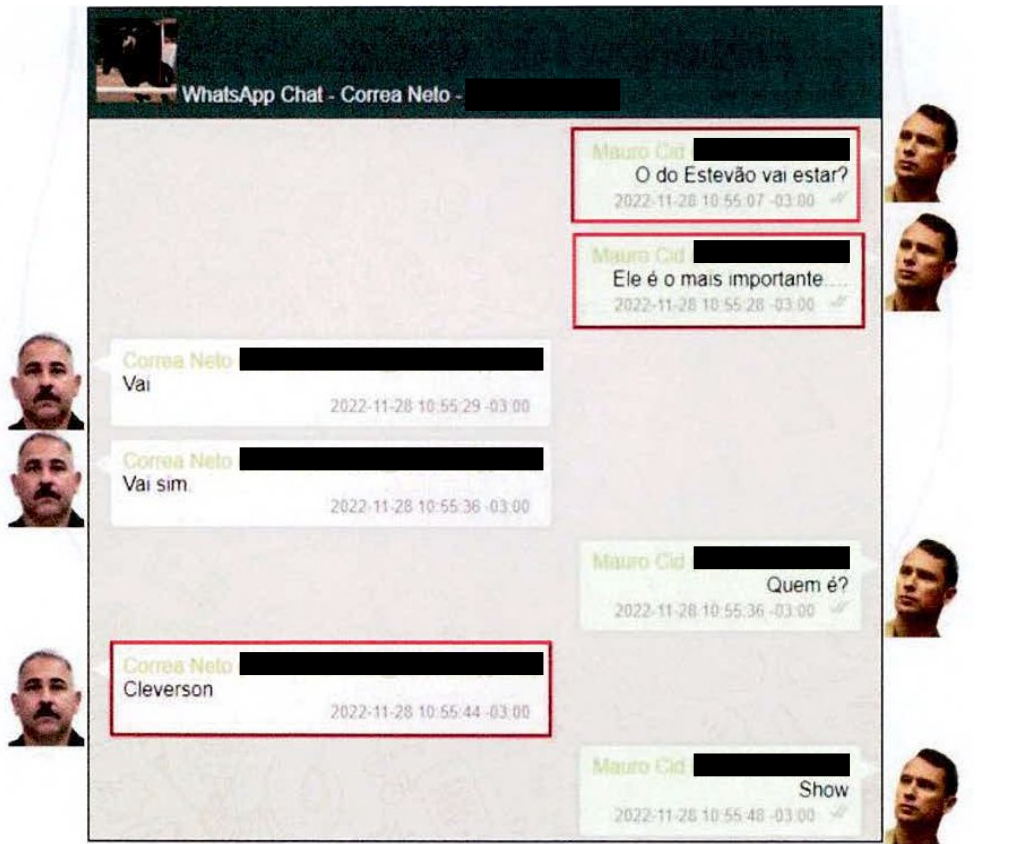 WhatsApp Chat - Correa Neto -
Mauro Cid
O do Estevão vai estar?
2022-11-28 10:55:07 -03:00
Mauro Cid
Ele é o mais importante....
2022-11-28 10:55:28 -03:00
Correa Neto
Vai
2022-11-28 10:55:29 -03:00
Correa Neto
Vai sim.
2022-11-28 10:55:36 -03:00
Mauro Cid
Quem é?
2022-11-28 10:55:36 -03:00
Correa Neto
Cleverson
2022-11-28 10:55:44 -03:00
Mauro Cid
Show
2022-11-28 10:55:48 -03:00